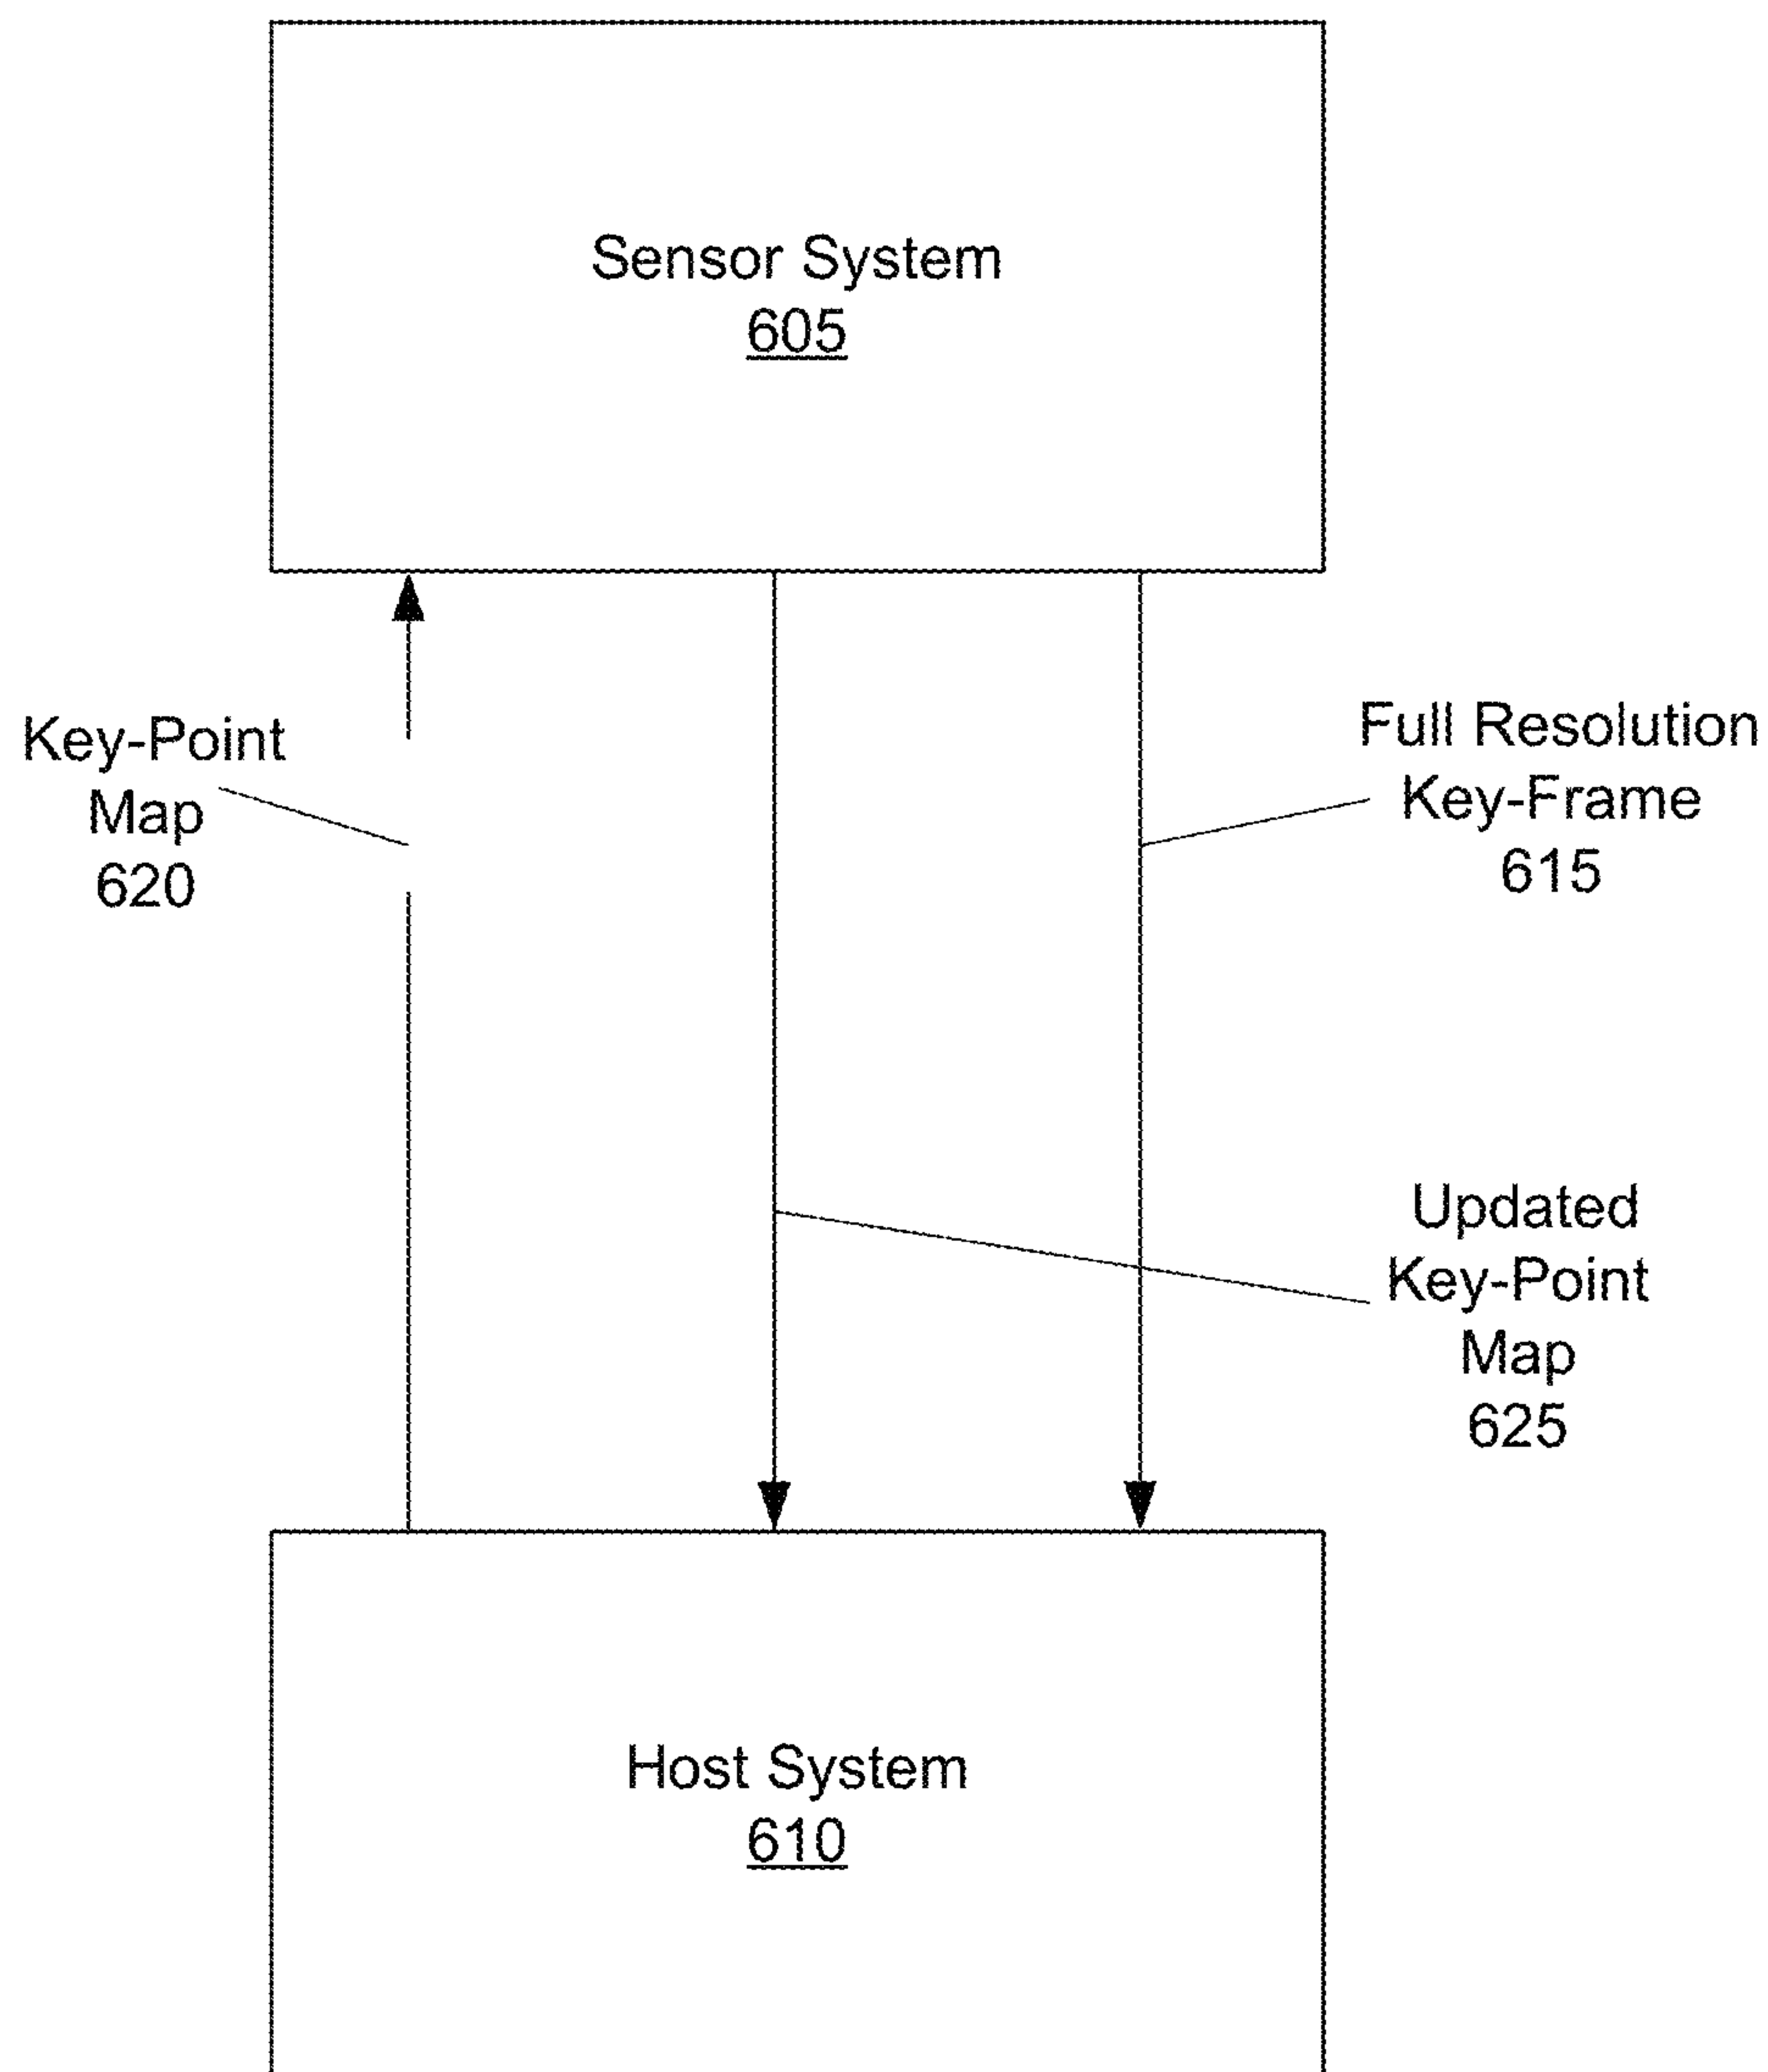 Sensor System
605
Key-Point
Map
620
Full Resolution
Key-Frame
615
Updated
Key-Point
Map
625
Host System
610